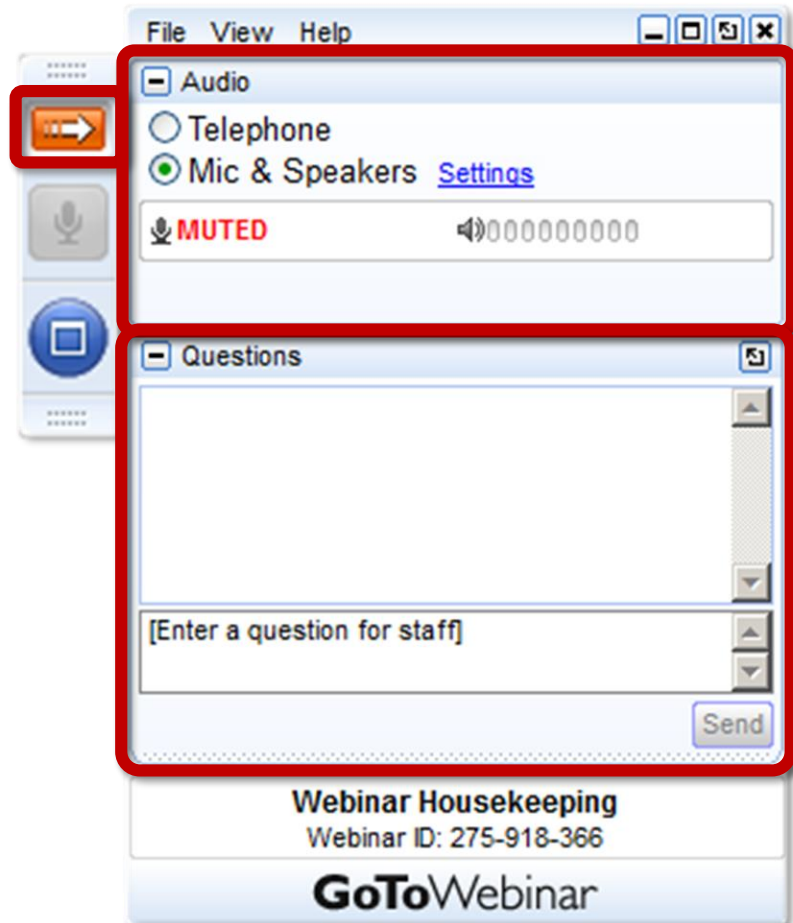 File View Help
Audio
Telephone
Mic & Speakers Settings
MUTED
Questions
[Enter a question for staff]
Send
Webinar Housekeeping
Webinar ID: 275-918-366
GoToWebinar